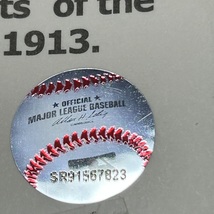 ts of the
1913.
OFFICIAL
MAJOR LEAGUE BASEBALL
SR91567823